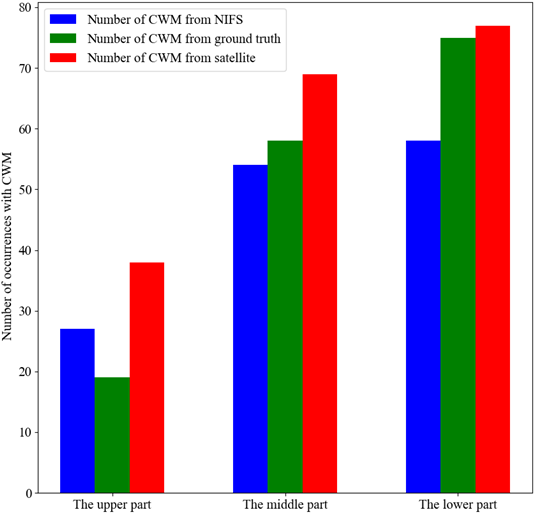 Number of CWM from NIFS
Number of CWM from ground truth
Number of CWM from satellite
Number of occurrences with CWM
80
70
60
50
40
30
20
10
0
The upper part
The middle part
The lower part